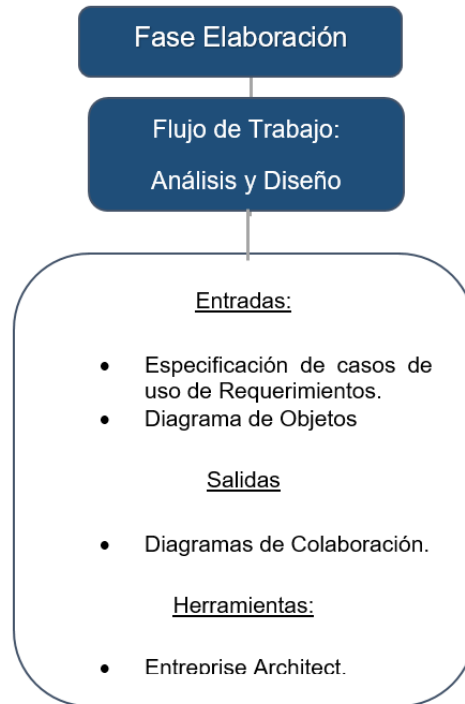 Fase Elaboración
Flujo de Trabajo:
Análisis y Diseño
Entradas:
• Especificación de casos de
uso de Requerimientos.
• Diagrama de Objetos
Salidas
• Diagramas de Colaboración.
Herramientas:
• Entreprise Architect.